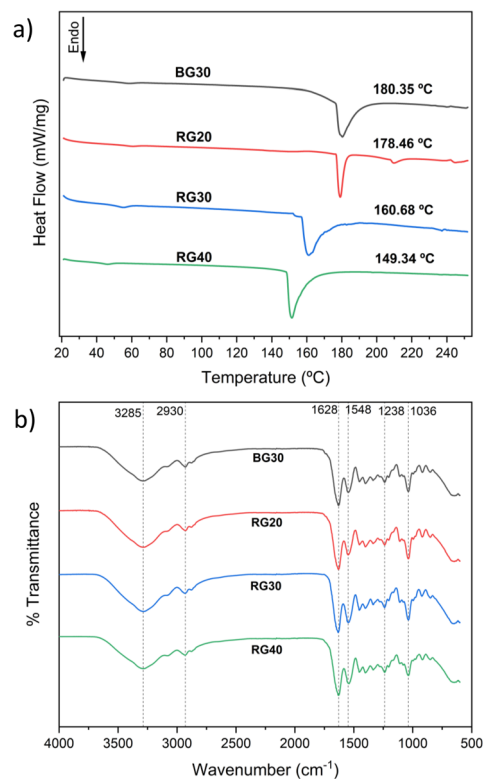 a)
Endo
Heat Flow (mW/mg)
BG30
180.35 ºC
RG20
178.46 ºC
RG30
160.68 ºC
RG40
149.34 ºC
20 40 60 80 100 120 140 160 180 200 220 240
Temperature (ºC)
b)
3285 2930 1628 1548 1238 1036
% Transmittance
BG30
RG20
RG30
RG40
4000 3500 3000 2500 2000 1500 1000 500
Wavenumber (cm⁻¹)